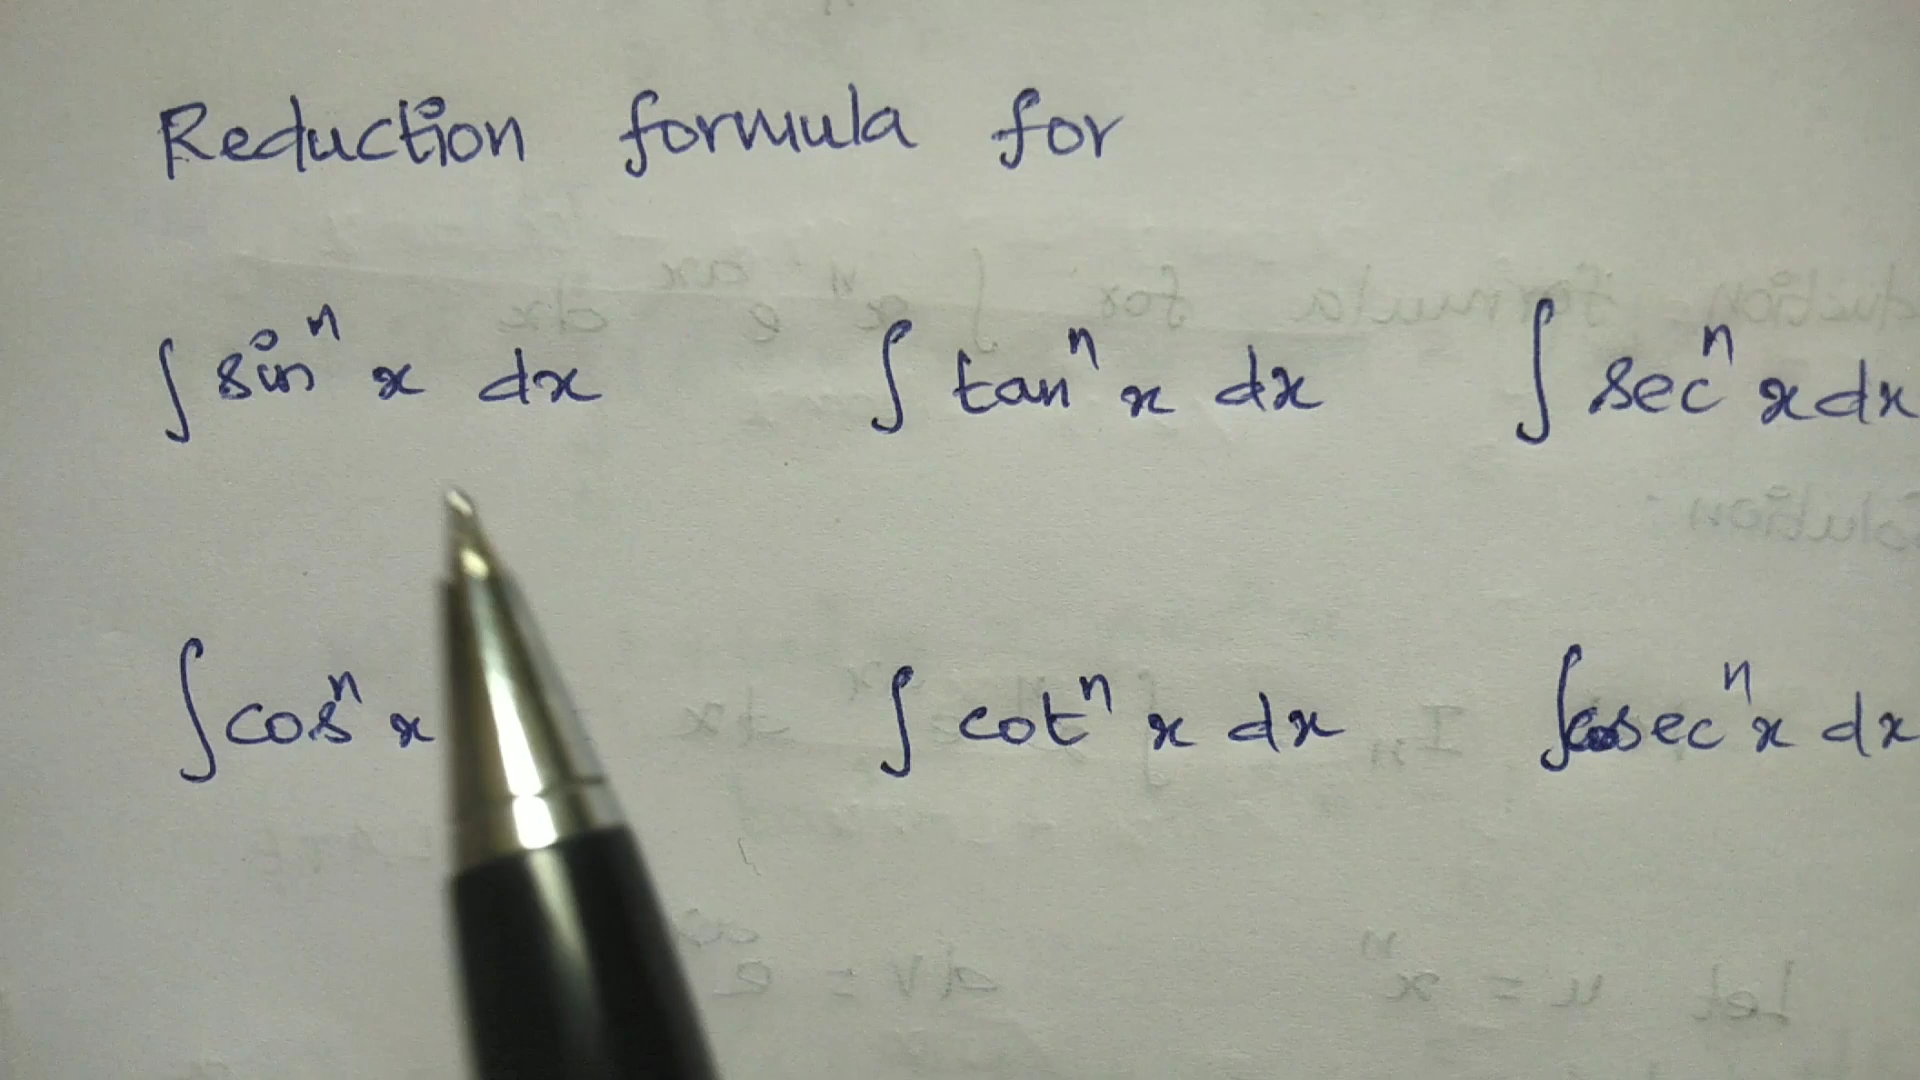 Reduction formula for
∫ sinⁿ x dx ∫ tanⁿ x dx ∫ secⁿ x dx
∫ cosⁿ x ∫ cotⁿ x dx ∫ cosecⁿ x dx